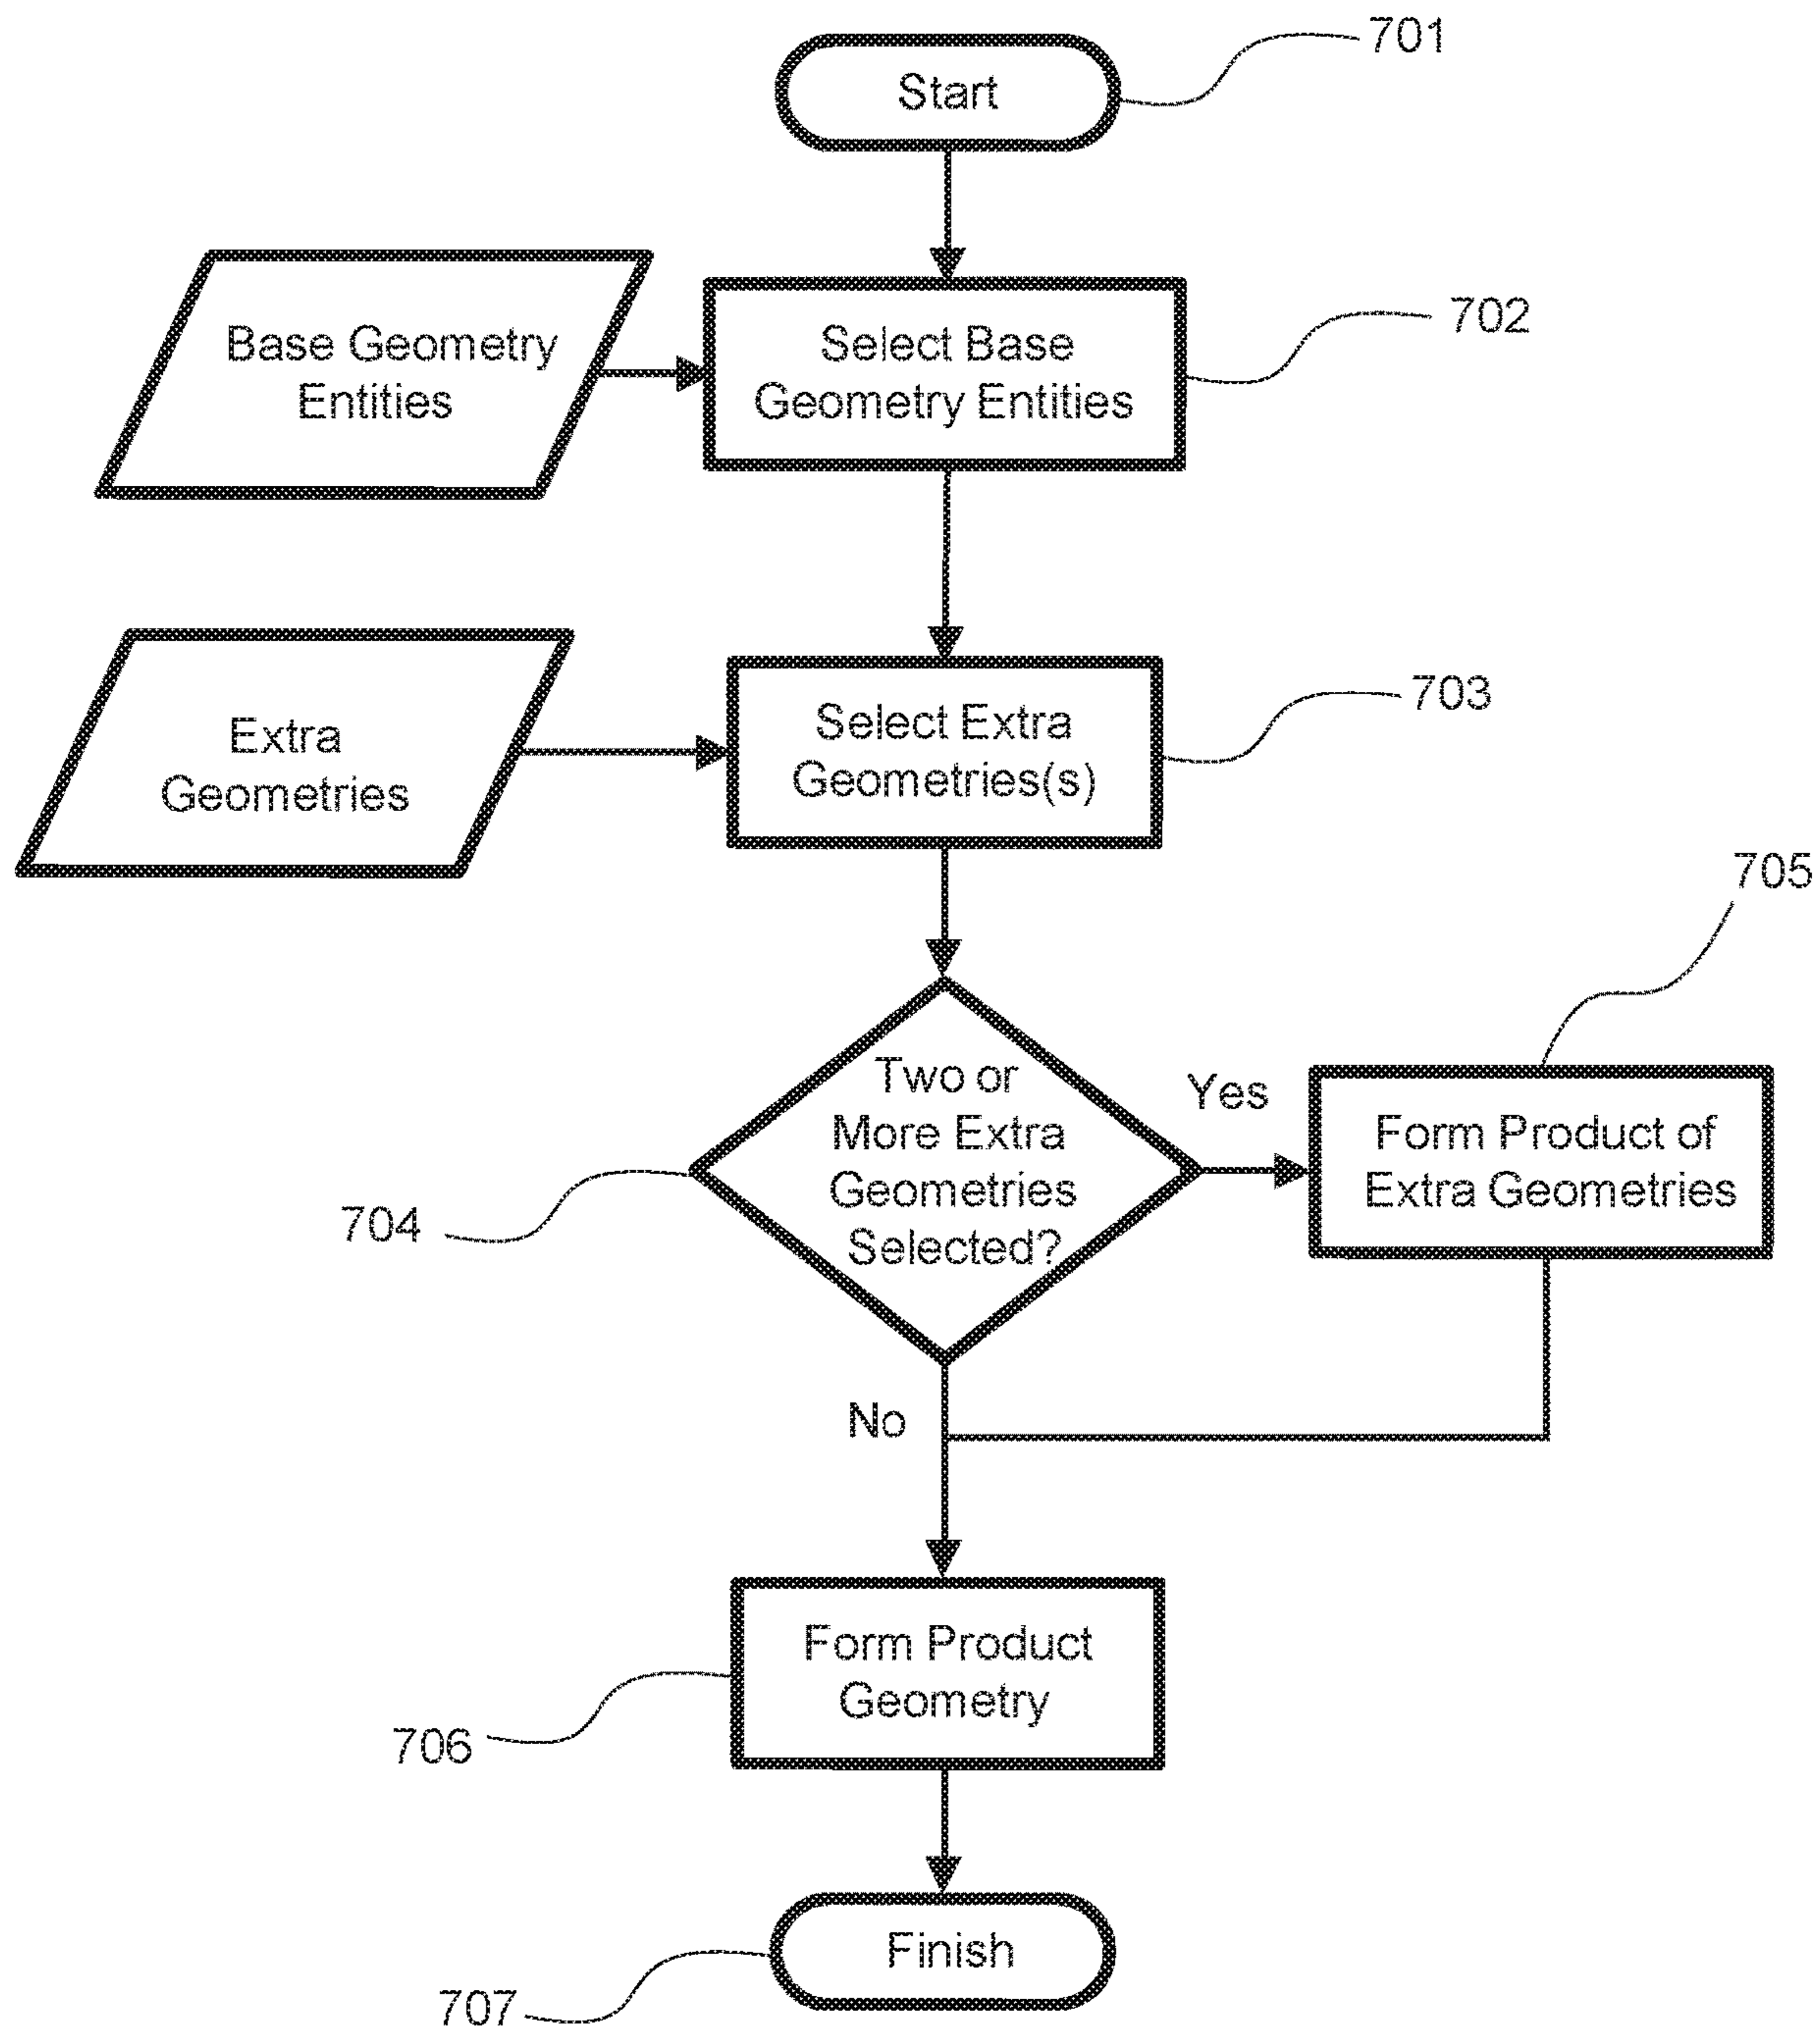 701
Start
Base Geometry
Entities
Select Base
Geometry Entities
702
Extra
Geometries
Select Extra
Geometries(s)
703
705
Two or
More Extra
Geometries
Selected?
Yes
Form Product of
Extra Geometries
704
No
Form Product
Geometry
706
Finish
707